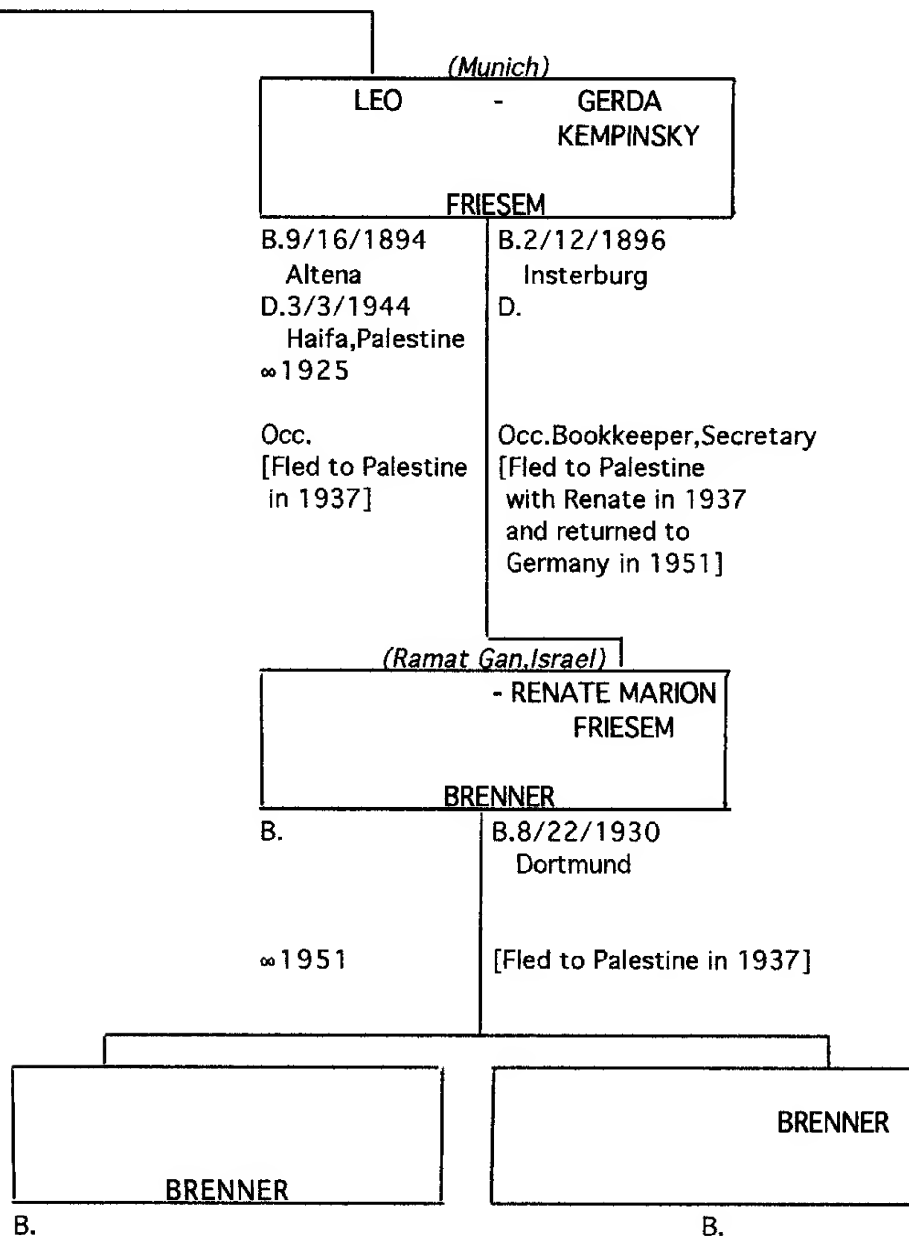 (Munich)
LEO - GERDA
KEMPINSKY
FRIESEM
B.9/16/1894 B.2/12/1896
Altena Insterburg
D.3/3/1944 D.
Haifa,Palestine
∞1925
Occ. Occ.Bookkeeper,Secretary
[Fled to Palestine [Fled to Palestine
in 1937] with Renate in 1937
and returned to
Germany in 1951]
(Ramat Gan,Israel)
- RENATE MARION
FRIESEM
BRENNER
B. B.8/22/1930
Dortmund
∞1951 [Fled to Palestine in 1937]
BRENNER
BRENNER
B. B.